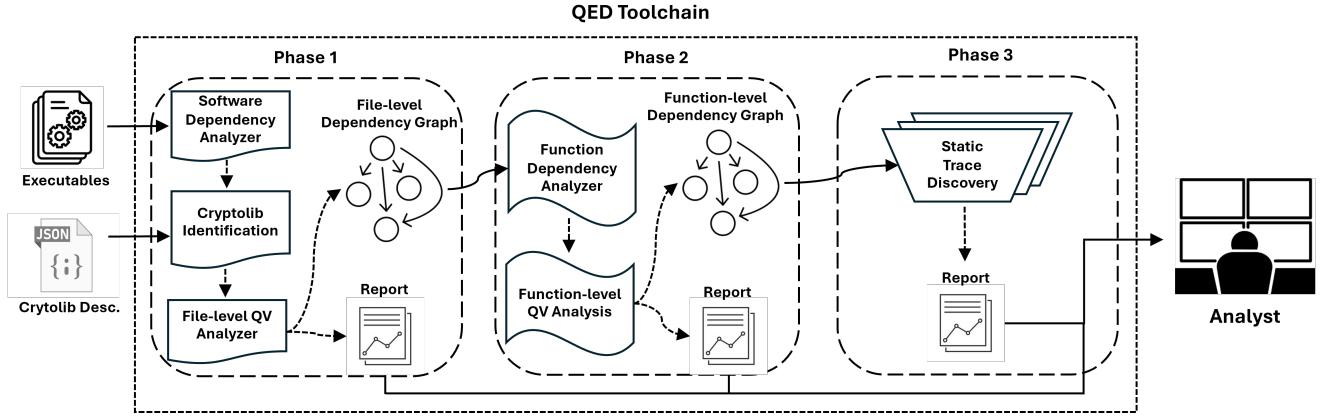 QED Toolchain
Phase 1
Phase 2
Phase 3
Executables
JSON
{;}
Crytolib Desc.
Software
Dependency
Analyzer
Cryptolib
Identification
File-level QV
Analyzer
File-level
Dependency Graph
Report
Function
Dependency
Analyzer
Function-level
QV Analysis
Function-level
Dependency Graph
Report
Static
Trace
Discovery
Report
Analyst